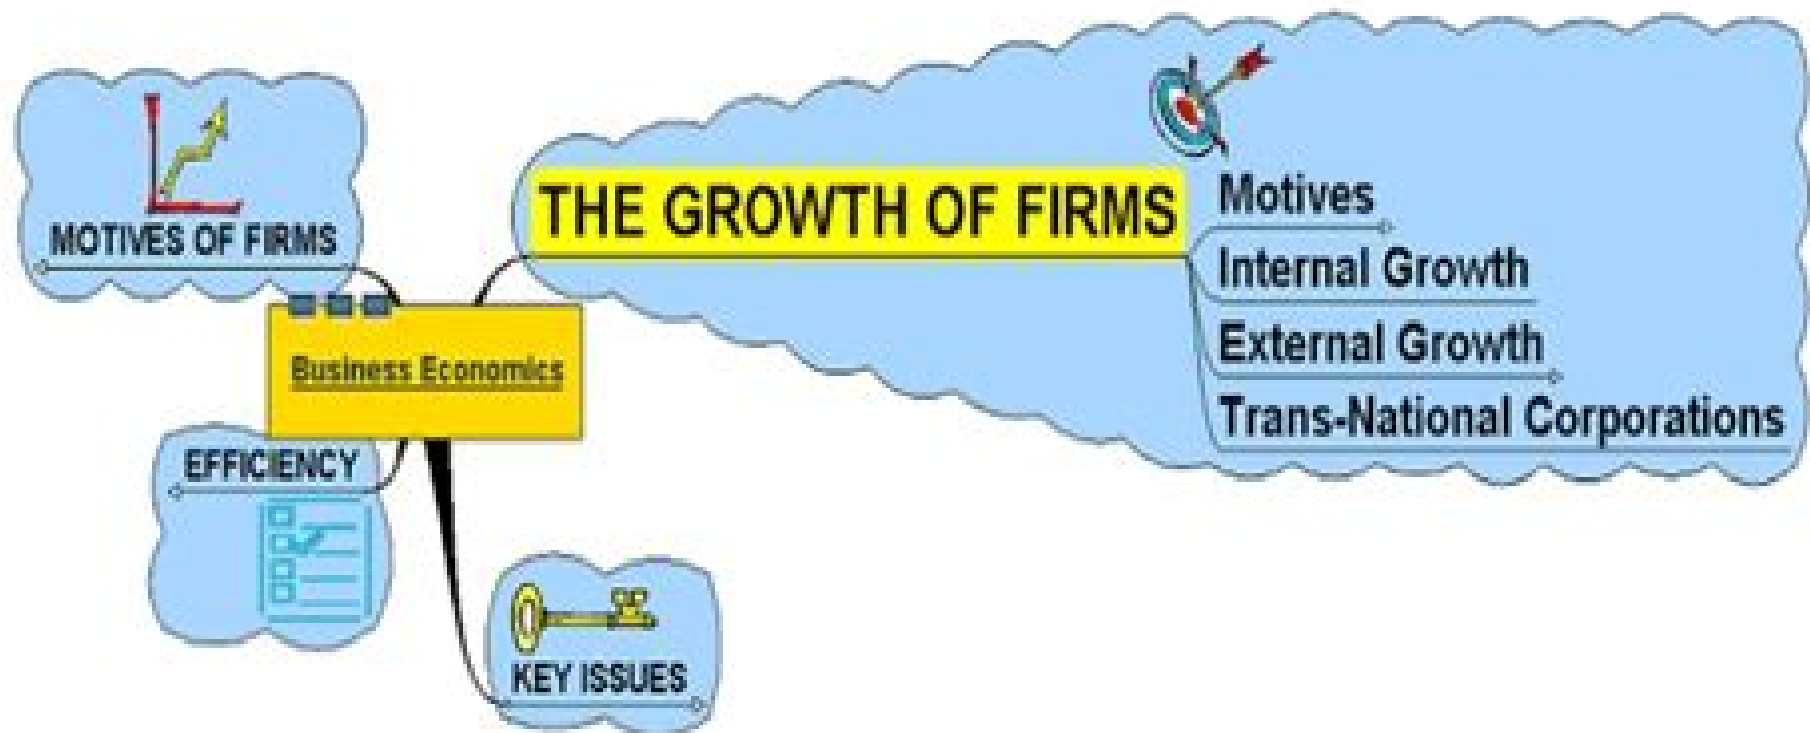 MOTIVES OF FIRMS
THE GROWTH OF FIRMS
Motives
Internal Growth
External Growth
Trans-National Corporations
Business Economics
EFFICIENCY
KEY ISSUES